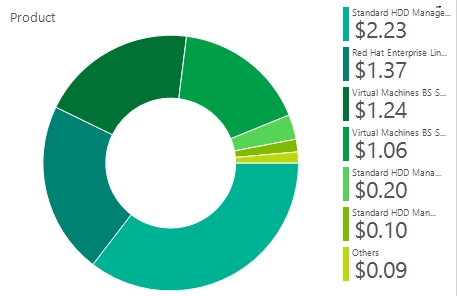 Product
Standard HDD Manage...
$2.23
Red Hat Enterprise Lin...
$1.37
Virtual Machines BS S...
$1.24
Virtual Machines BS S...
$1.06
Standard HDD Mana...
$0.20
Standard HDD Man...
$0.10
Others
$0.09